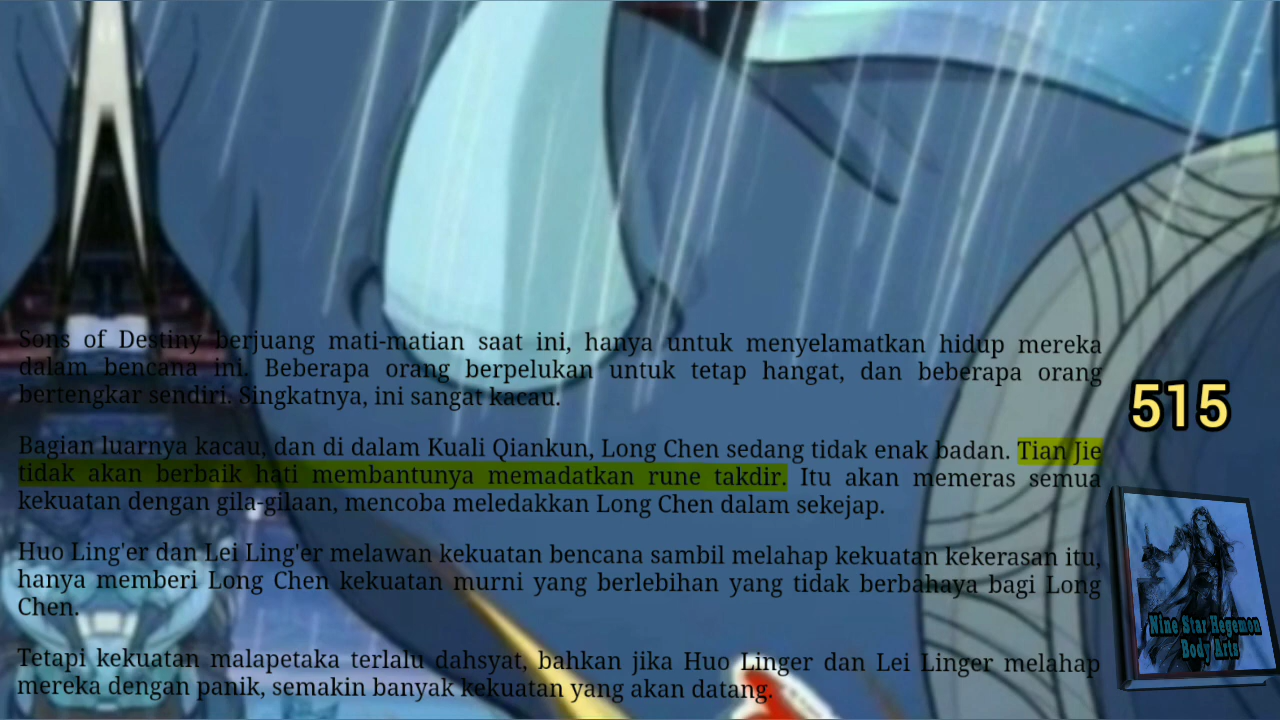 Sons of Destiny berjuang mati-matian saat ini, hanya untuk menyelamatkan hidup mereka
dalam bencana ini. Beberapa orang berpelukan untuk tetap hangat, dan beberapa orang
bertengkar sendiri. Singkatnya, ini sangat kacau.
Bagian luarnya kacau, dan di dalam Kuali Qiankun, Long Chen sedang tidak enak badan. Tian Jie
tidak akan berbaik hati membantunya memadatkan rune takdir. Itu akan memeras semua
kekuatan dengan gila-gilaan, mencoba meledakkan Long Chen dalam sekejap.
Huo Ling'er dan Lei Ling'er melawan kekuatan bencana sambil melahap kekuatan kekerasan itu,
hanya memberi Long Chen kekuatan murni yang berlebihan yang tidak berbahaya bagi Long
Chen.
Tetapi kekuatan malapetaka terlalu dahsyat, bahkan jika Huo Linger dan Lei Linger melahap
mereka dengan panik, semakin banyak kekuatan yang akan datang.
515
Nine Star Hegemon
Body Arts